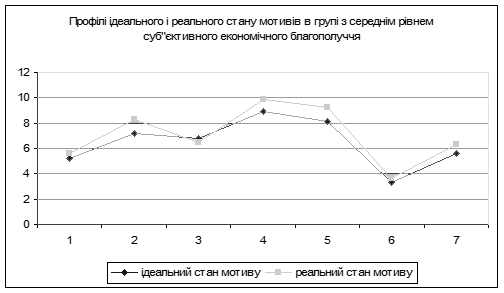 Профілі ідеального і реального стану мотивів в групі з середнім рівнем
суб"єктивного економічного благополуччя
12
10
8
6
4
2
0
1 2 3 4 5 6 7
ідеальний стан мотиву реальний стан мотиву